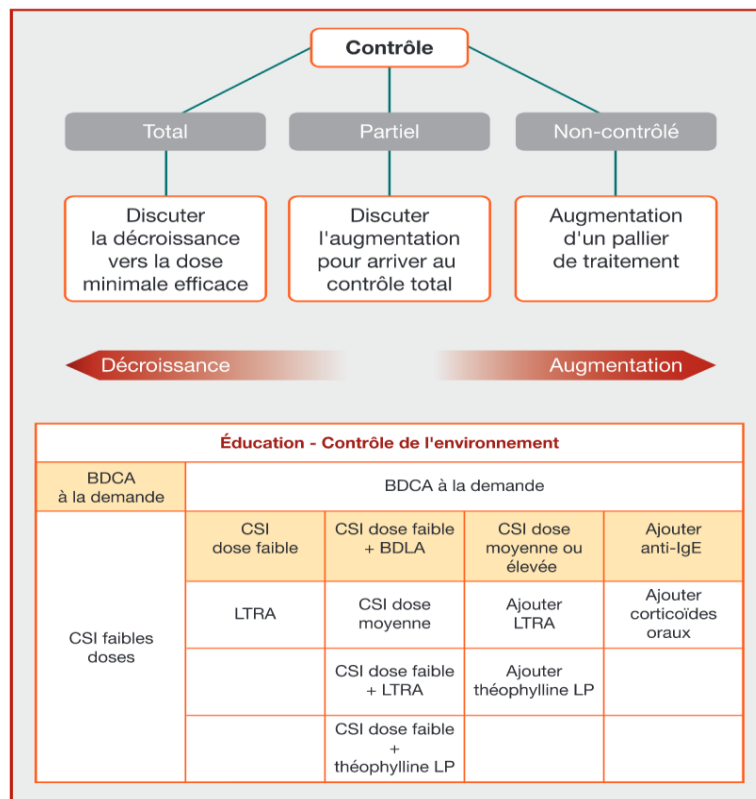 Contrôle
Total
Partiel
Non-contrôlé
Discuter
la décroissance
vers la dose
minimale efficace
Discuter
l'augmentation
pour arriver au
contrôle total
Augmentation
d'un pallier
de traitement
Décroissance
Augmentation
Éducation - Contrôle de l'environnement
BDCA
à la demande
BDCA à la demande
CSI faibles
doses
CSI
dose faible
CSI dose faible
+ BDLA
CSI dose
moyenne ou
élevée
Ajouter
anti-IgE
LTRA
CSI dose
moyenne
Ajouter
LTRA
Ajouter
corticoïdes
oraux
CSI dose faible
+ LTRA
Ajouter
théophylline LP
CSI dose faible
+
théophylline LP